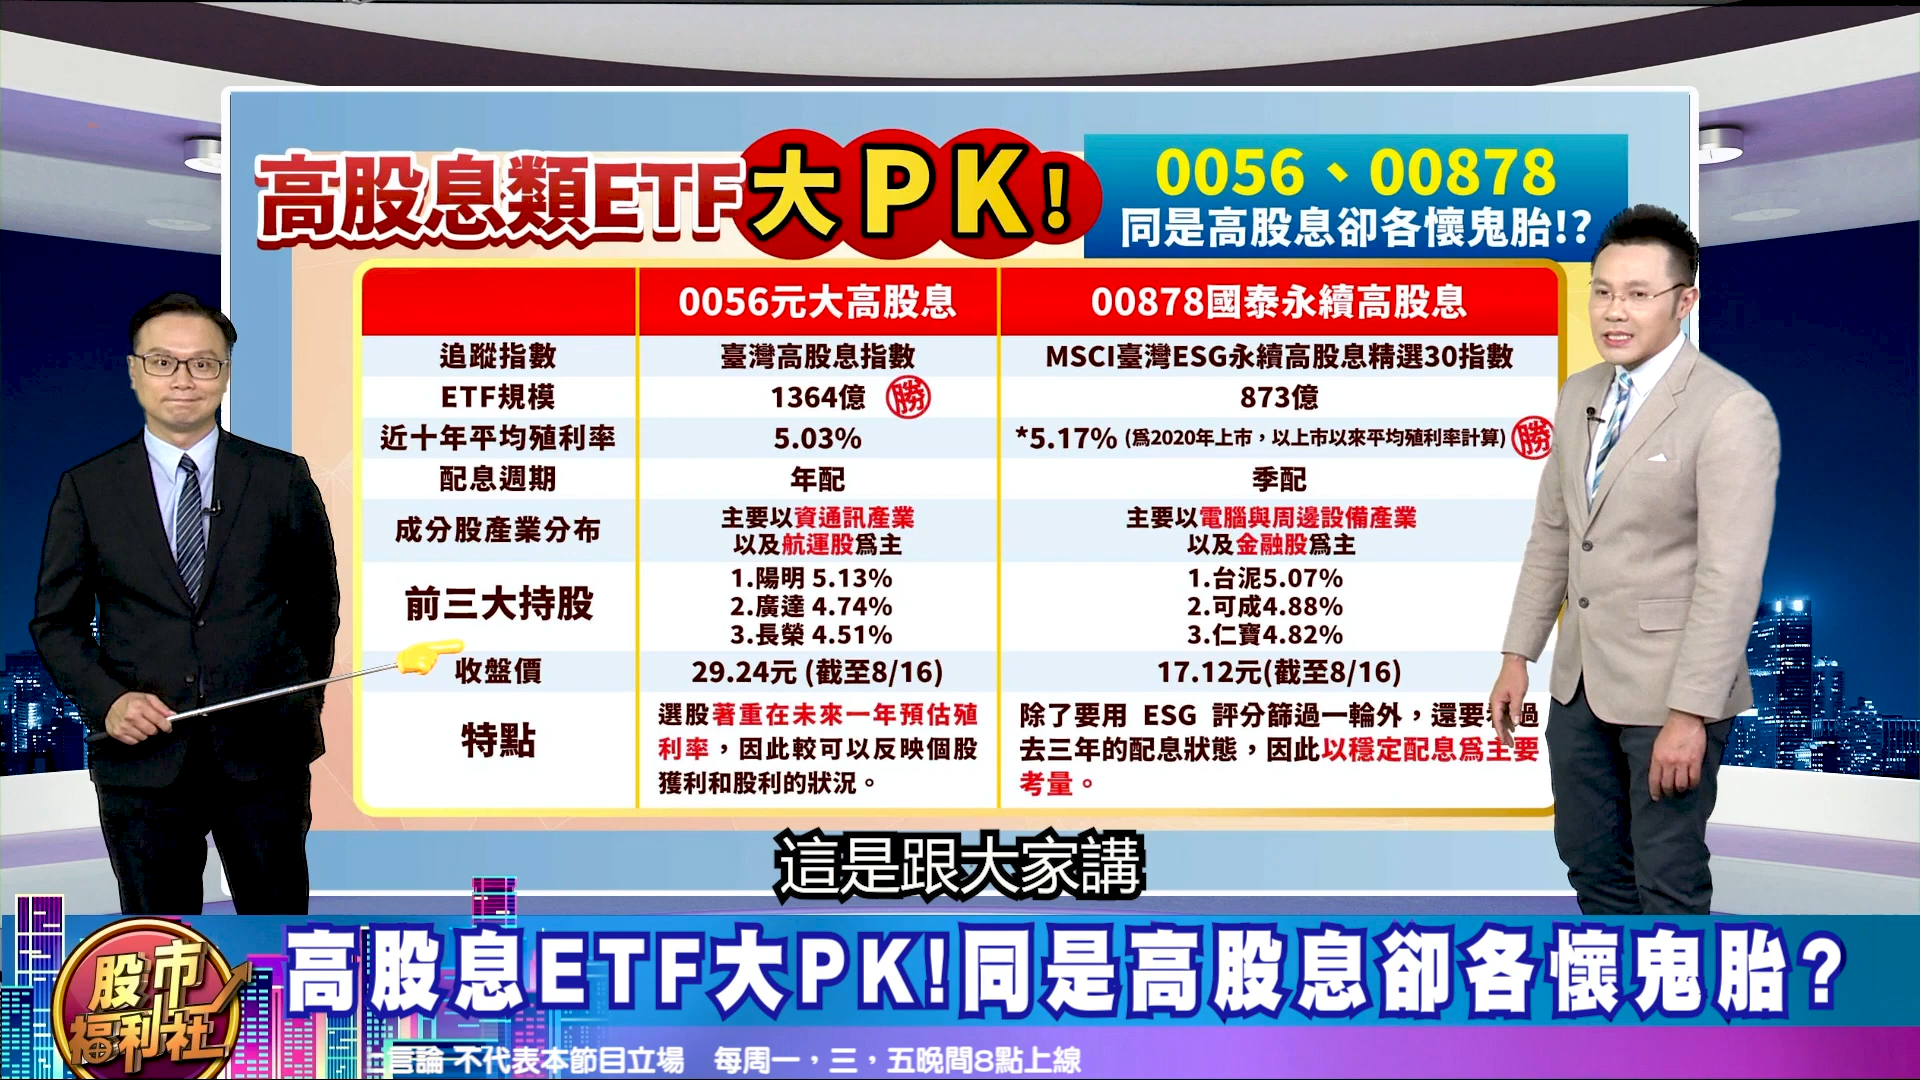 高股息類ETF大PK!
0056、00878
同是高股息卻各懷鬼胎!?
0056元大高股息
00878國泰永續高股息
追蹤指數
臺灣高股息指數
MSCI臺灣ESG永續高股息精選30指數
ETF規模
1364億 勝
873億
近十年平均殖利率
5.03%
*5.17% (為2020年上市，以上市以來平均殖利率計算) 勝
配息週期
年配
季配
成分股產業分布
主要以資通訊產業
以及航運股為主
主要以電腦與周邊設備產業
以及金融股為主
前三大持股
1.陽明 5.13%
2.廣達 4.74%
3.長榮 4.51%
1.台泥5.07%
2.可成4.88%
3.仁寶4.82%
收盤價
29.24元 (截至8/16)
17.12元(截至8/16)
特點
選股著重在未來一年預估殖
利率，因此較可以反映個股
獲利和股利的狀況。
除了要用 ESG 評分篩過一輪外，還要 過
去三年的配息狀態，因此以穩定配息為主要
考量。
這是跟大家講
高股息ETF大PK!同是高股息卻各懷鬼胎?
股市
福利社
言論 不代表本節目立場 每周一，三，五晚間8點上線